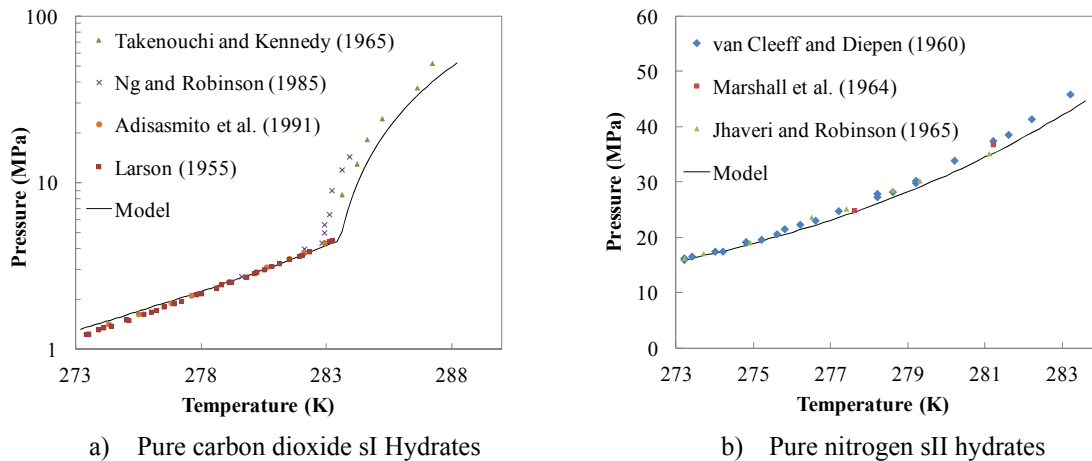 100
10
1
Pressure (MPa)
Takenouchi and Kennedy (1965)
Ng and Robinson (1985)
Adisasmito et al. (1991)
Larson (1955)
Model
273 278 283 288
Temperature (K)
a) Pure carbon dioxide sI Hydrates
60
50
40
30
20
10
0
Pressure (MPa)
van Cleeff and Diepen (1960)
Marshall et al. (1964)
Jhaveri and Robinson (1965)
Model
273 275 277 279 281 283
Temperature (K)
b) Pure nitrogen sII hydrates